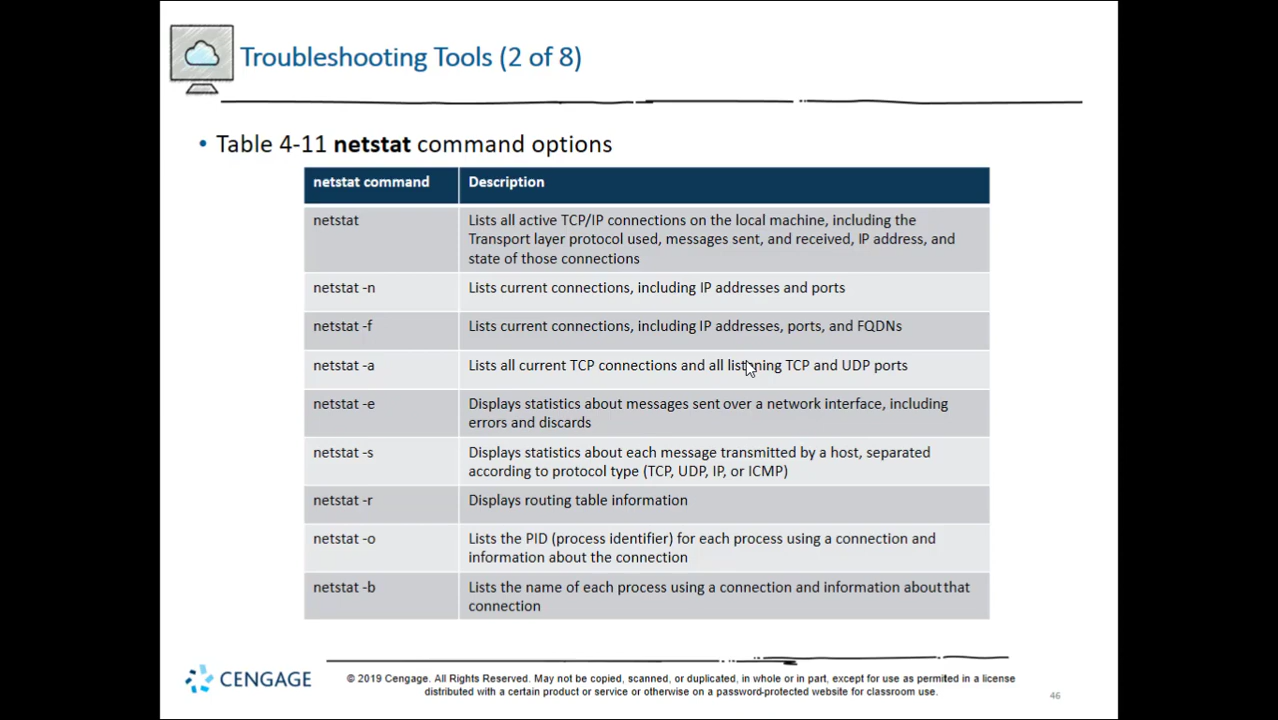 Troubleshooting Tools (2 of 8)
• Table 4-11 netstat command options
netstat command Description
netstat Lists all active TCP/IP connections on the local machine, including the
Transport layer protocol used, messages sent, and received, IP address, and
state of those connections
netstat -n Lists current connections, including IP addresses and ports
netstat -f Lists current connections, including IP addresses, ports, and FQDNs
netstat -a Lists all current TCP connections and all listening TCP and UDP ports
netstat -e Displays statistics about messages sent over a network interface, including
errors and discards
netstat -s Displays statistics about each message transmitted by a host, separated
according to protocol type (TCP, UDP, IP, or ICMP)
netstat -r Displays routing table information
netstat -o Lists the PID (process identifier) for each process using a connection and
information about the connection
netstat -b Lists the name of each process using a connection and information about that
connection
CENGAGE
© 2019 Cengage. All Rights Reserved. May not be copied, scanned, or duplicated, in whole or in part, except for use as permitted in a license
distributed with a certain product or service or otherwise on a password-protected website for classroom use.
46